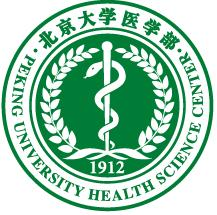 ·北京大学医学部·
PEKING UNIVERSITY HEALTH SCIENCE CENTER
1912